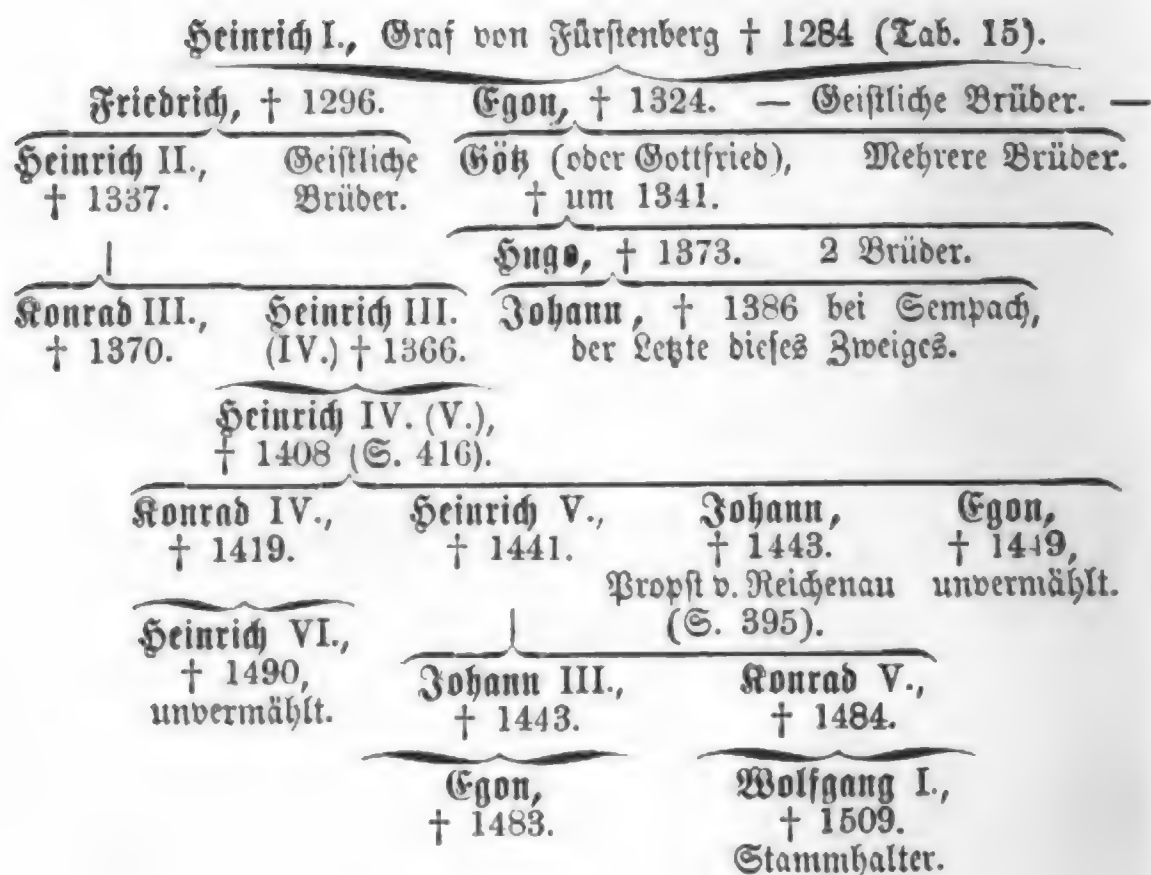 Heinrich I., Graf von Fürstenberg † 1284 (Tab. 15).
Friedrich, † 1296. Egon, † 1324. — Geistliche Brüder. —
Heinrich II., Geistliche Götz (oder Gottfried), Mehrere Brüder.
† 1337. Brüder. † um 1341.
Hugo, † 1373. 2 Brüder.
Konrad III., Heinrich III. Johann, † 1386 bei Sempach,
† 1370. (IV.) † 1366. der Letzte dieses Zweiges.
Heinrich IV. (V.),
† 1408 (S. 416).
Konrad IV., Heinrich V., Johann, Egon,
† 1419. † 1441. † 1443. † 1449,
Propst v. Reichenau unvermählt.
Heinrich VI., (S. 395).
† 1490, Johann III., Konrad V.,
unvermählt. † 1443. † 1484.
Egon, Wolfgang I.,
† 1483. † 1509.
Stammhalter.